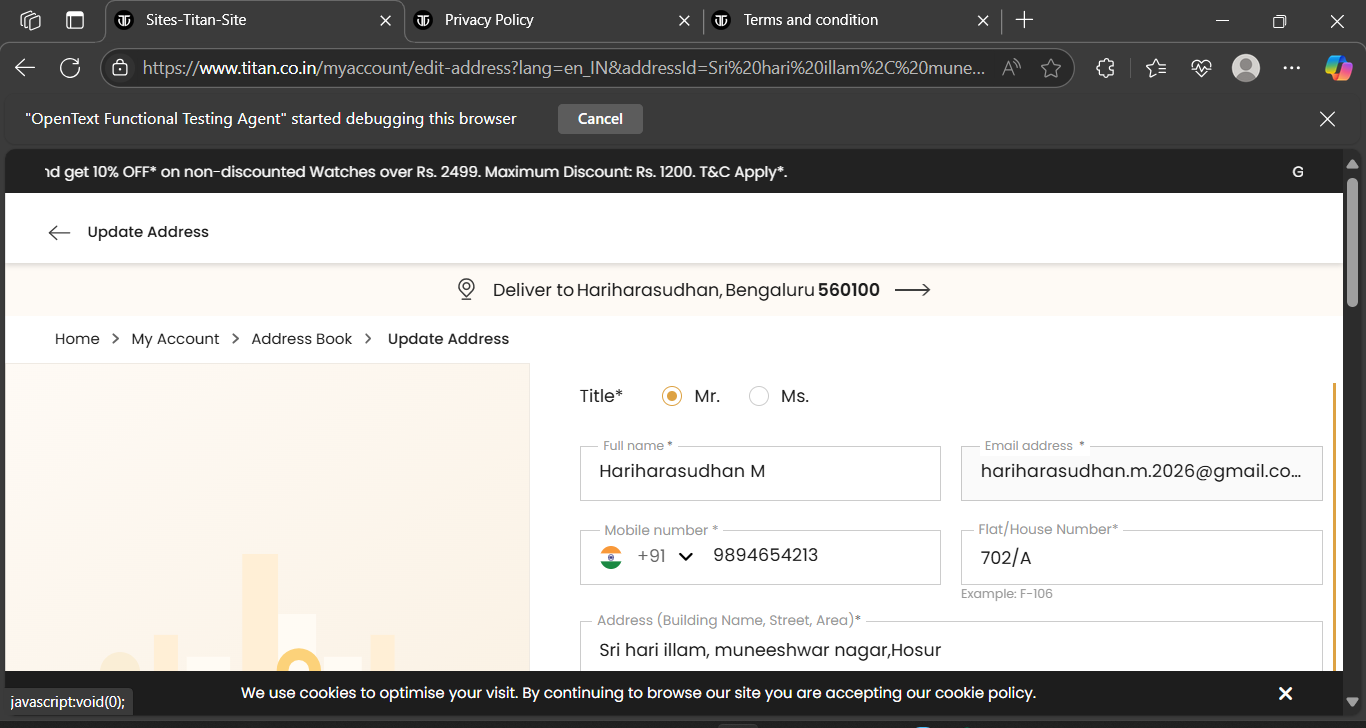 Sites-Titan-Site
Privacy Policy
Terms and condition
https://www.titan.co.in/myaccount/edit-address?lang=en_IN&addressId=Sri%20hari%20illam%2C%20mune...
"OpenText Functional Testing Agent" started debugging this browser
Cancel
nd get 10% OFF* on non-discounted Watches over Rs. 2499. Maximum Discount: Rs. 1200. T&C Apply*.
G
Update Address
Deliver to Hariharasudhan, Bengaluru 560100
Home > My Account > Address Book > Update Address
Title* Mr. Ms.
Full name *
Hariharasudhan M
Email address *
hariharasudhan.m.2026@gmail.co...
Mobile number *
+91 9894654213
Flat/House Number*
702/A
Example: F-106
Address (Building Name, Street, Area)*
Sri hari illam, muneeshwar nagar,Hosur
We use cookies to optimise your visit. By continuing to browse our site you are accepting our cookie policy.
javascript:void(0);